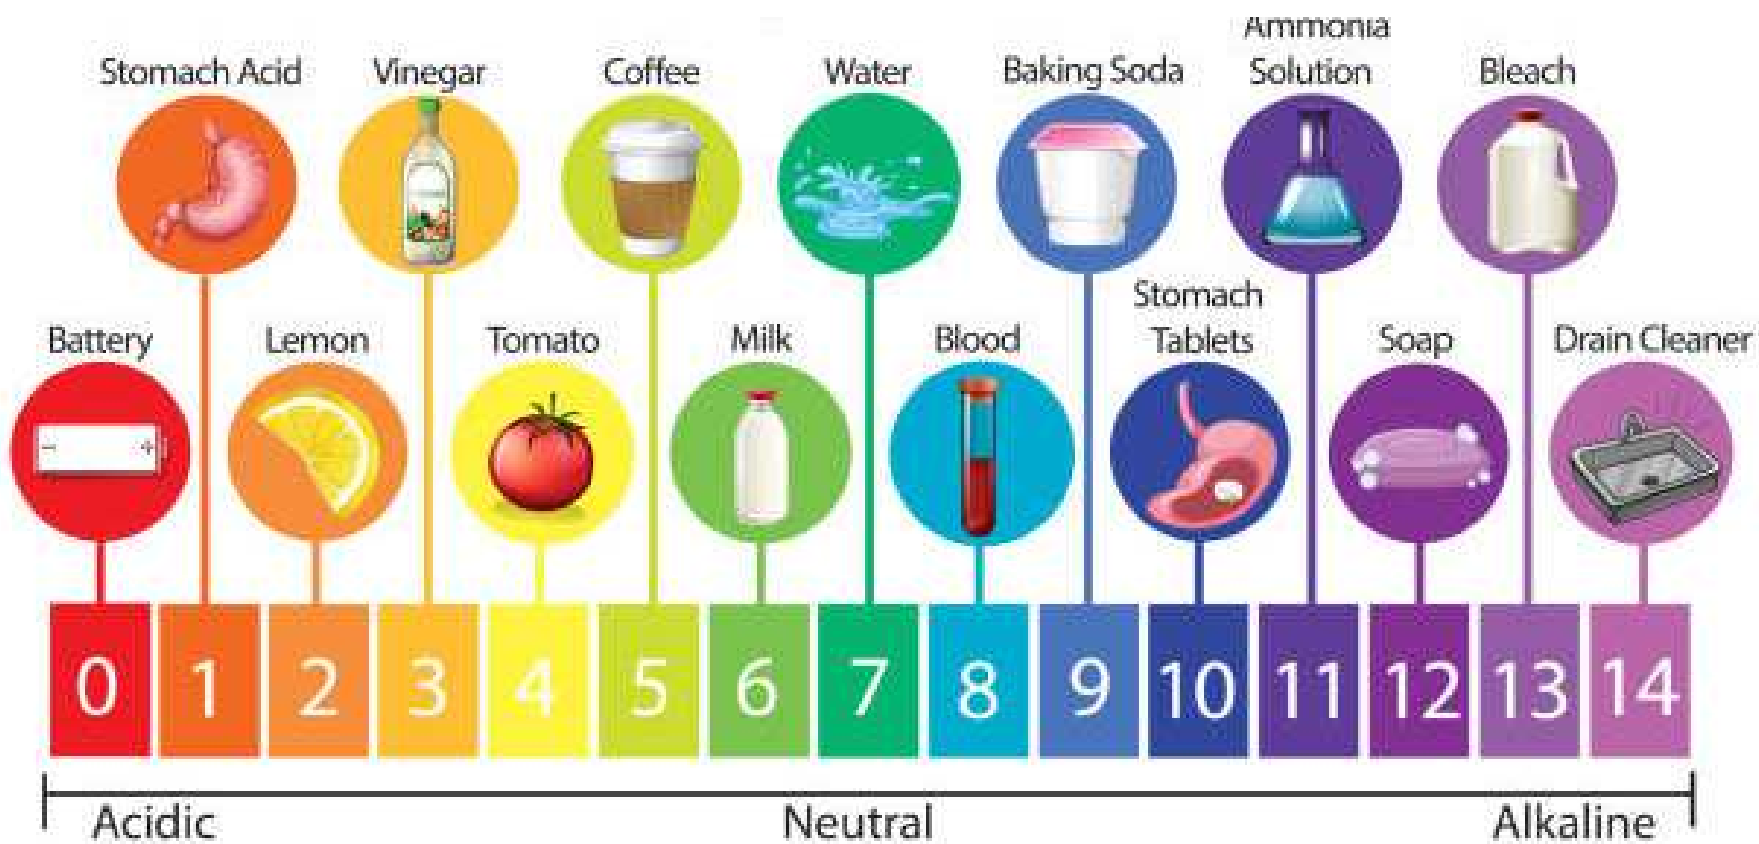 Ammonia
Stomach Acid
Vinegar
Coffee
Water
Baking Soda
Solution
Bleach
Stomach
Battery
Lemon
Tomato
Milk
Blood
Tablets
Soap
Drain Cleaner
- +
0 1 2 3 4 5 6 7 8 9 10 11 12 13 14
Acidic
Neutral
Alkaline